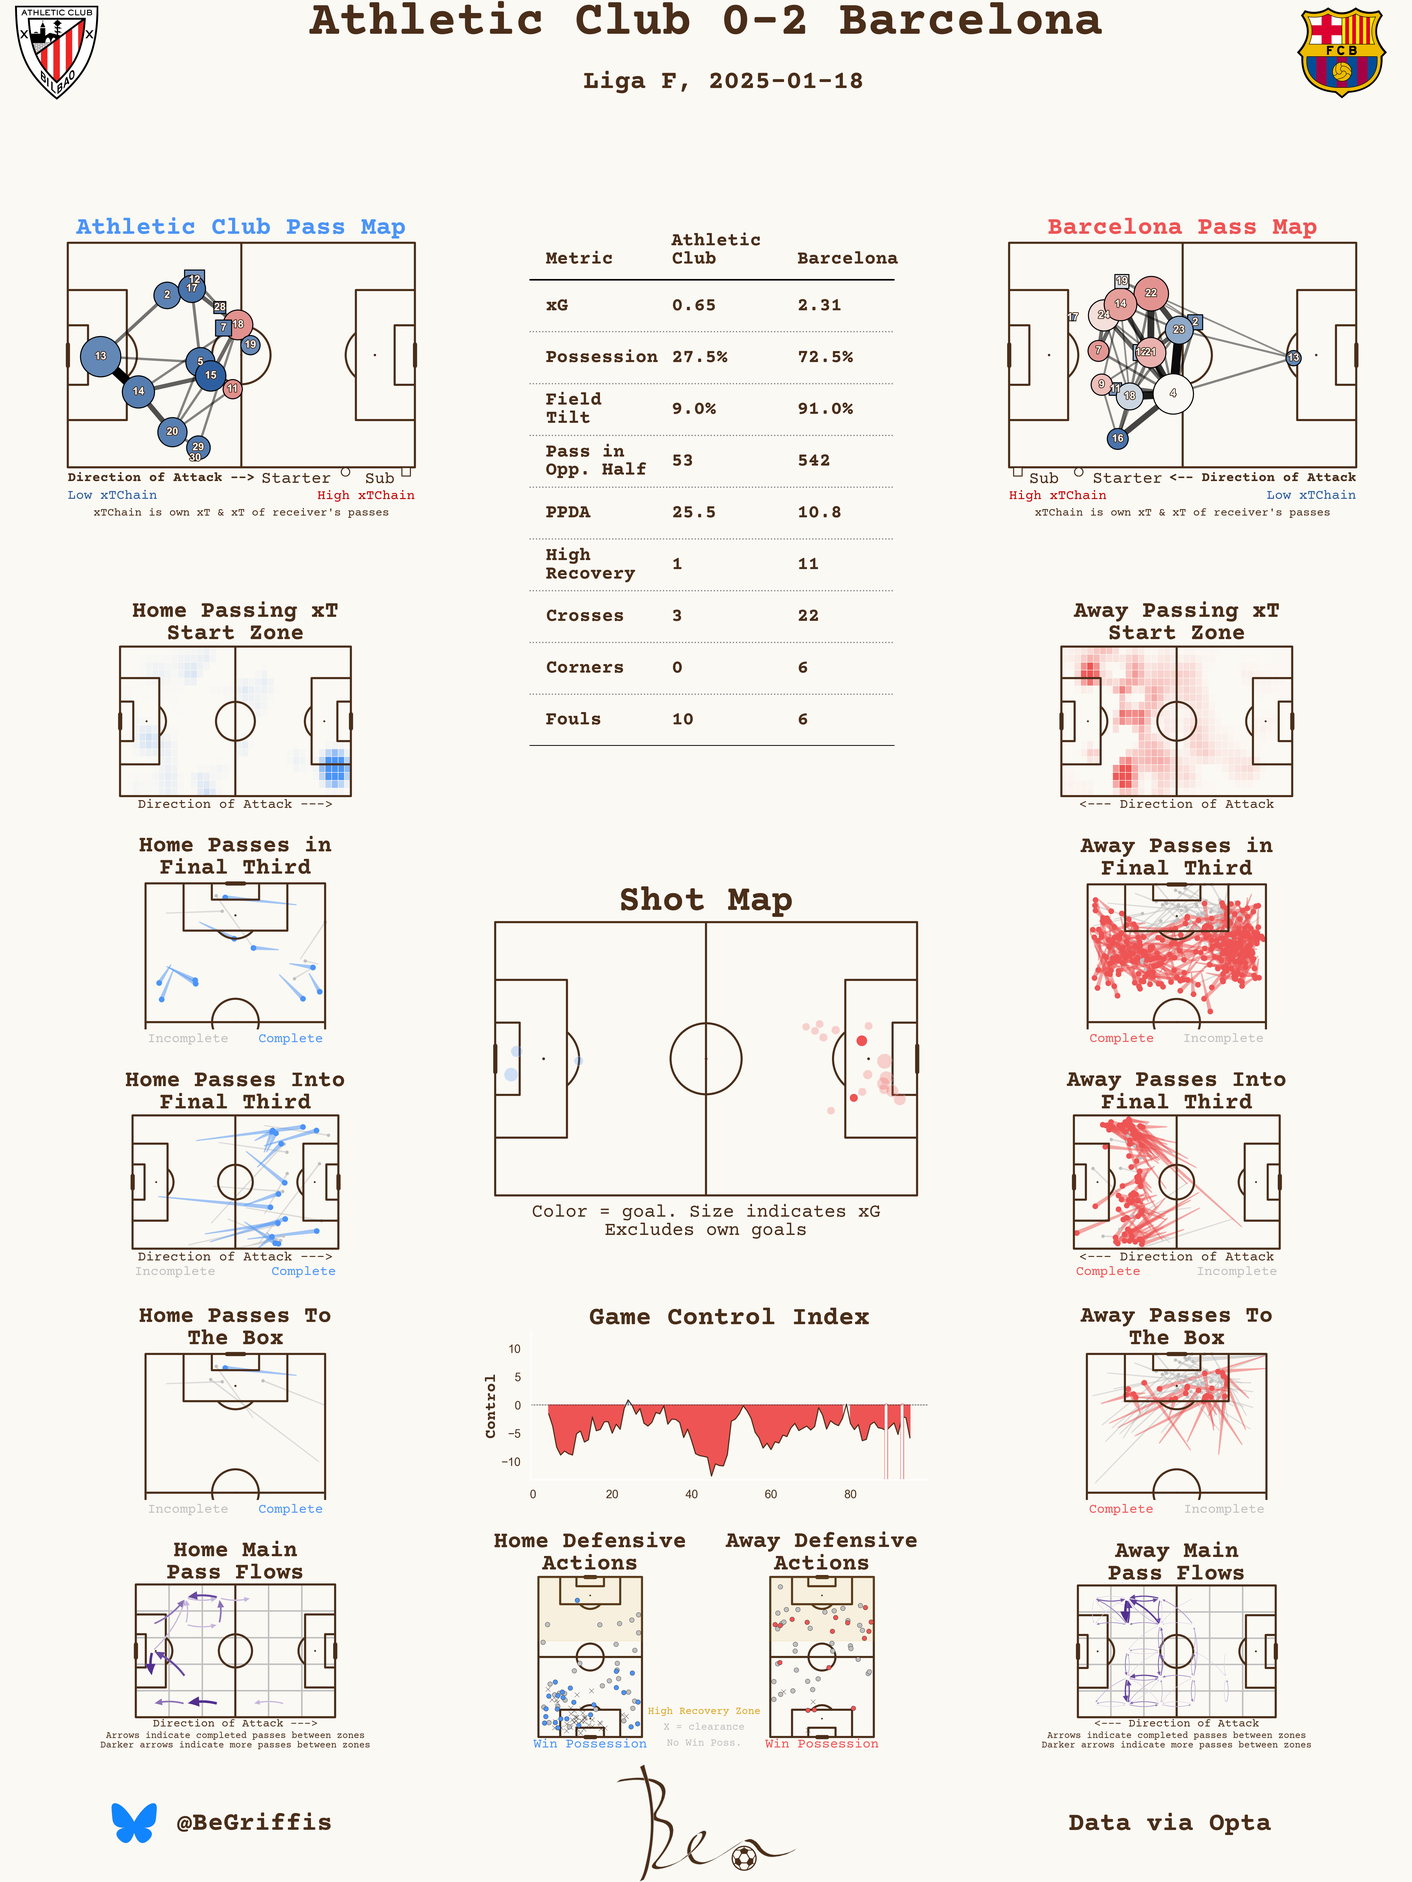 Athletic Club 0-2 Barcelona
Liga F, 2025-01-18
ATHLETIC CLUB
BILBAO
FCB
Athletic Club Pass Map
12
2
17
28
18
7
19
13
5
15
14
11
20
29
30
Direction of Attack --> Starter Sub
Low xTChain High xTChain
xTChain is own xT & xT of receiver's passes
Metric Athletic Club Barcelona
xG 0.65 2.31
Possession 27.5% 72.5%
Field Tilt 9.0% 91.0%
Pass in Opp. Half 53 542
PPDA 25.5 10.8
High Recovery 1 11
Crosses 3 22
Corners 0 6
Fouls 10 6
Barcelona Pass Map
19
22
14
24
17
2
23
7
21
13
9
11
18
4
16
Sub Starter <-- Direction of Attack
High xTChain Low xTChain
xTChain is own xT & xT of receiver's passes
Home Passing xT
Start Zone
Direction of Attack --->
Away Passing xT
Start Zone
<--- Direction of Attack
Home Passes in
Final Third
Incomplete Complete
Away Passes in
Final Third
Complete Incomplete
Shot Map
Color = goal. Size indicates xG
Excludes own goals
Home Passes Into
Final Third
Direction of Attack --->
Incomplete Complete
Away Passes Into
Final Third
<--- Direction of Attack
Complete Incomplete
Home Passes To
The Box
Incomplete Complete
Game Control Index
Control
10
5
0
−5
−10
0 20 40 60 80
Away Passes To
The Box
Complete Incomplete
Home Main
Pass Flows
Direction of Attack --->
Arrows indicate completed passes between zones
Darker arrows indicate more passes between zones
Home Defensive
Actions
Win Possession
Away Defensive
Actions
Win Possession
High Recovery Zone
X = clearance
No Win Poss.
Away Main
Pass Flows
<--- Direction of Attack
Arrows indicate completed passes between zones
Darker arrows indicate more passes between zones
@BeGriffis
Ben
Data via Opta